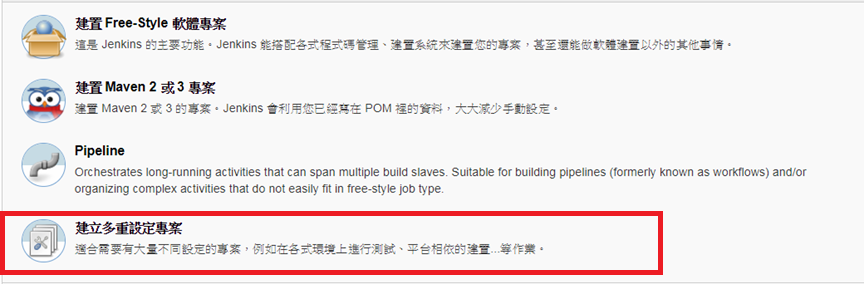 建置 Free-Style 軟體專案
這是 Jenkins 的主要功能。Jenkins 能搭配各式程式碼管理、建置系統來建置您的專案，甚至還能做軟體建置以外的其他事情。
建置 Maven 2 或 3 專案
建置 Maven 2 或 3 的專案。Jenkins 會利用您已經寫在 POM 裡的資料，大大減少手動設定。
Pipeline
Orchestrates long-running activities that can span multiple build slaves. Suitable for building pipelines (formerly known as workflows) and/or
organizing complex activities that do not easily fit in free-style job type.
建立多重設定專案
適合需要有大量不同設定的專案，例如在各式環境上進行測試、平台相依的建置...等作業。